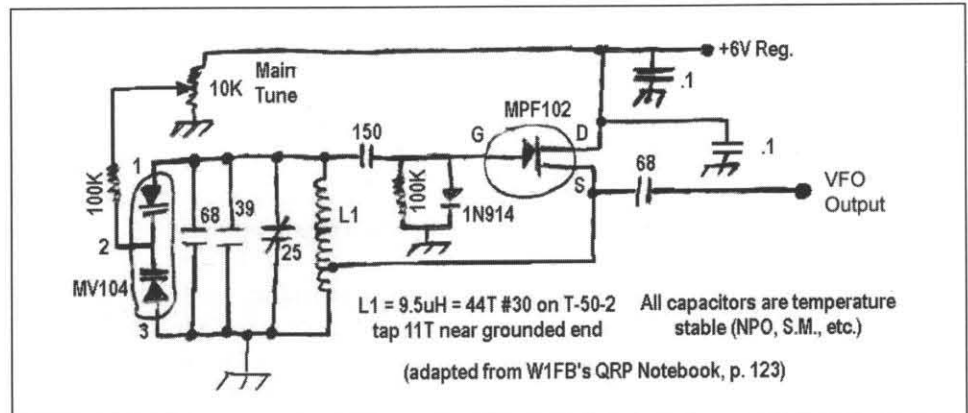 +6V Reg.
Main
Tune
10K
.1
MPF102
G
D
S
150
.1
1
100K
100K
1N914
68
VFO
Output
68
39
25
L1
2
MV104
3
L1 = 9.5uH = 44T #30 on T-50-2
tap 11T near grounded end
All capacitors are temperature
stable (NPO, S.M., etc.)
(adapted from W1FB's QRP Notebook, p. 123)